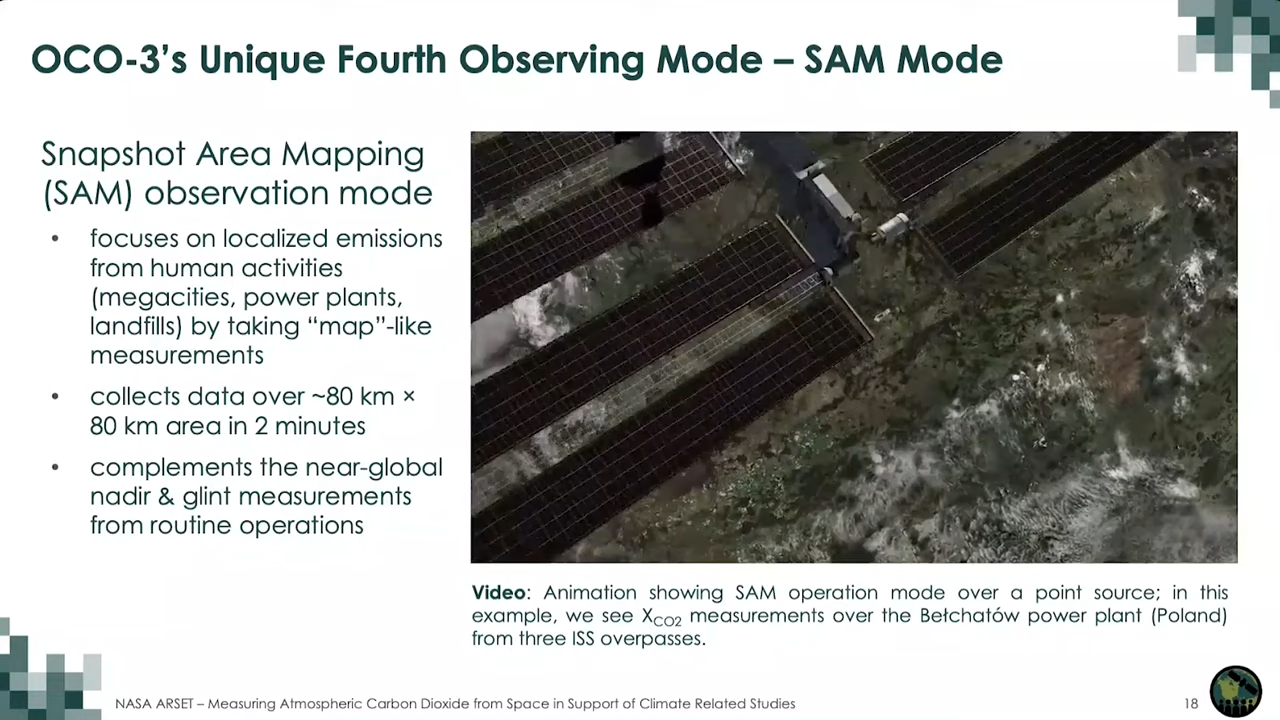 OCO-3’s Unique Fourth Observing Mode – SAM Mode
Snapshot Area Mapping
(SAM) observation mode
• focuses on localized emissions
from human activities
(megacities, power plants,
landfills) by taking “map”-like
measurements
• collects data over ~80 km ×
80 km area in 2 minutes
• complements the near-global
nadir & glint measurements
from routine operations
Video: Animation showing SAM operation mode over a point source; in this
example, we see XCO2 measurements over the Bełchatów power plant (Poland)
from three ISS overpasses.
NASA ARSET – Measuring Atmospheric Carbon Dioxide from Space in Support of Climate Related Studies
18